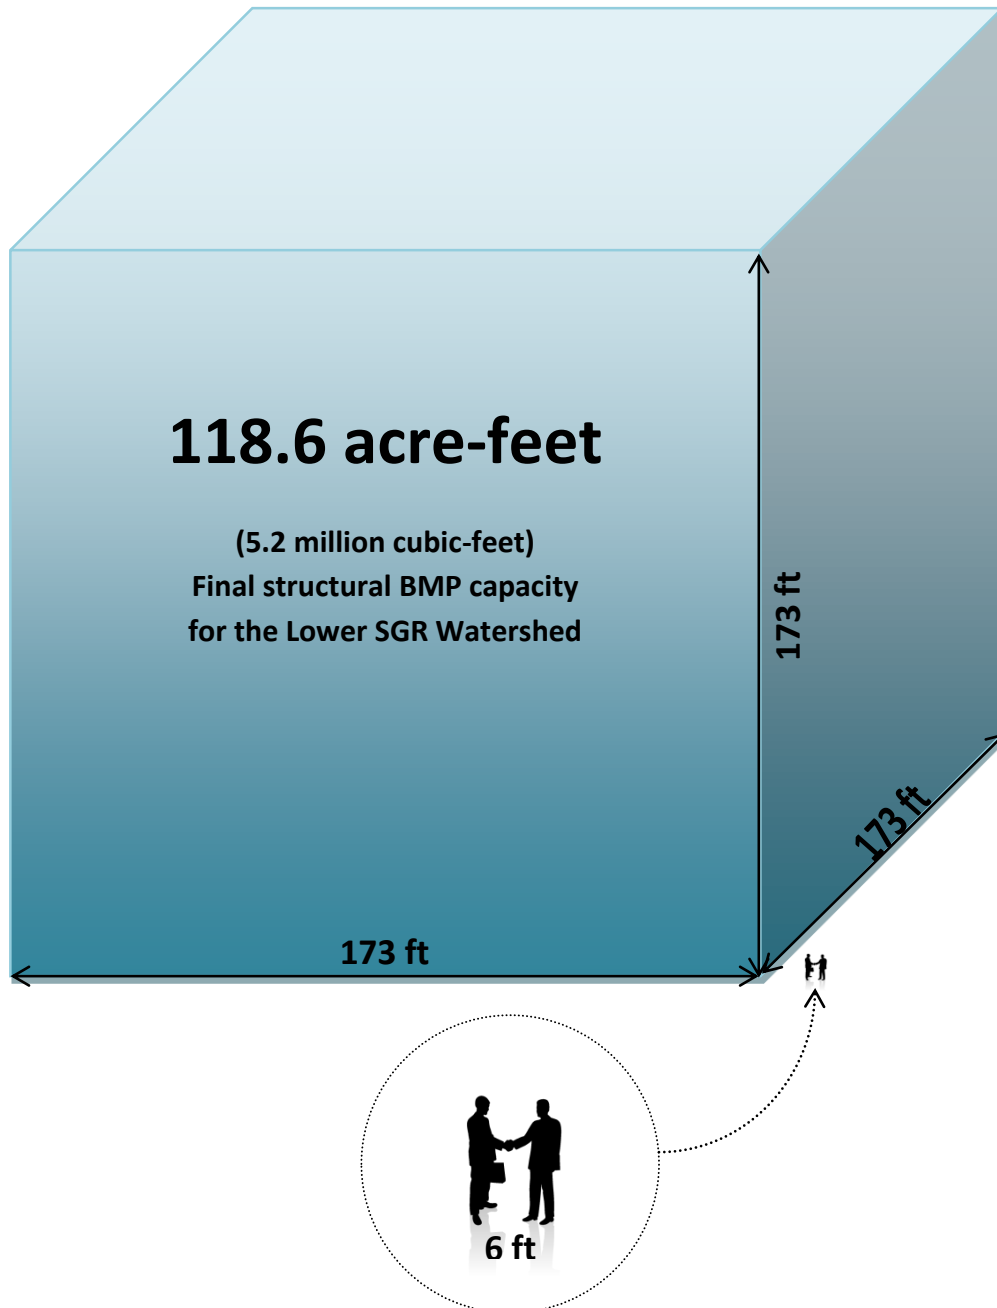 118.6 acre-feet
(5.2 million cubic-feet)
Final structural BMP capacity
for the Lower SGR Watershed
173 ft
173 ft
173 ft
6 ft